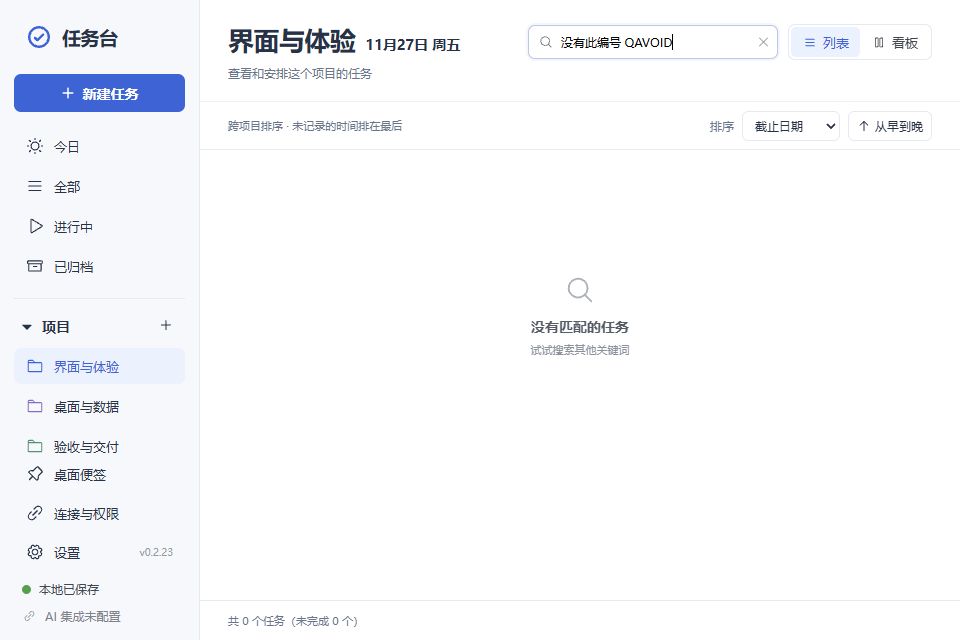 任务台
新建任务
今日
全部
进行中
已归档
项目
界面与体验
桌面与数据
验收与交付
桌面便签
连接与权限
设置 v0.2.23
本地已保存
AI 集成未配置
界面与体验 11月27日 周五
查看和安排这个项目的任务
没有此编号 QAVOID
列表 看板
跨项目排序 · 未记录的时间排在最后
排序 截止日期 从早到晚
没有匹配的任务
试试搜索其他关键词
共 0 个任务（未完成 0 个）